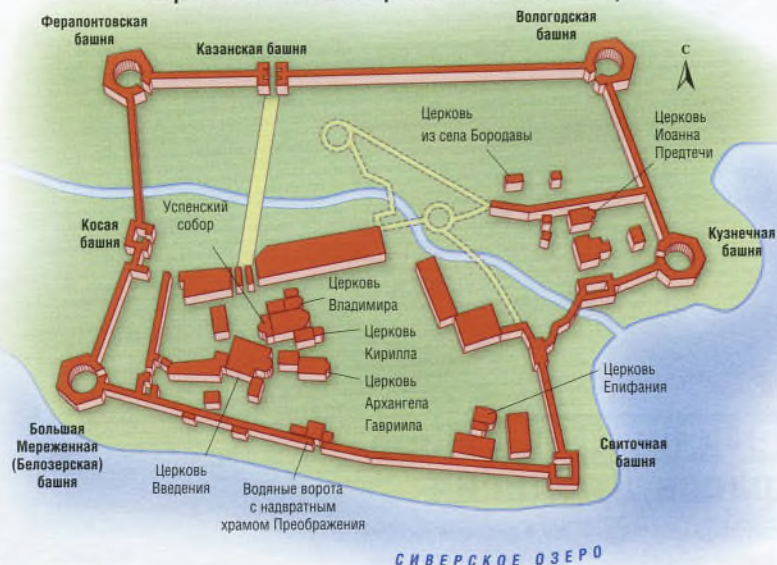 Ферапонтовская
башня
Казанская башня
Вологодская
башня
С
Церковь
из села Бородавы
Церковь
Иоанна
Предтечи
Успенский
собор
Косая
башня
Кузнечная
башня
Церковь
Владимира
Церковь
Кирилла
Церковь
Архангела
Гавриила
Церковь
Епифания
Большая
Мереженная
(Белозерская)
башня
Церковь
Введения
Водяные ворота
с надвратным
храмом Преображения
Свиточная
башня
СИВЕРСКОЕ ОЗЕРО